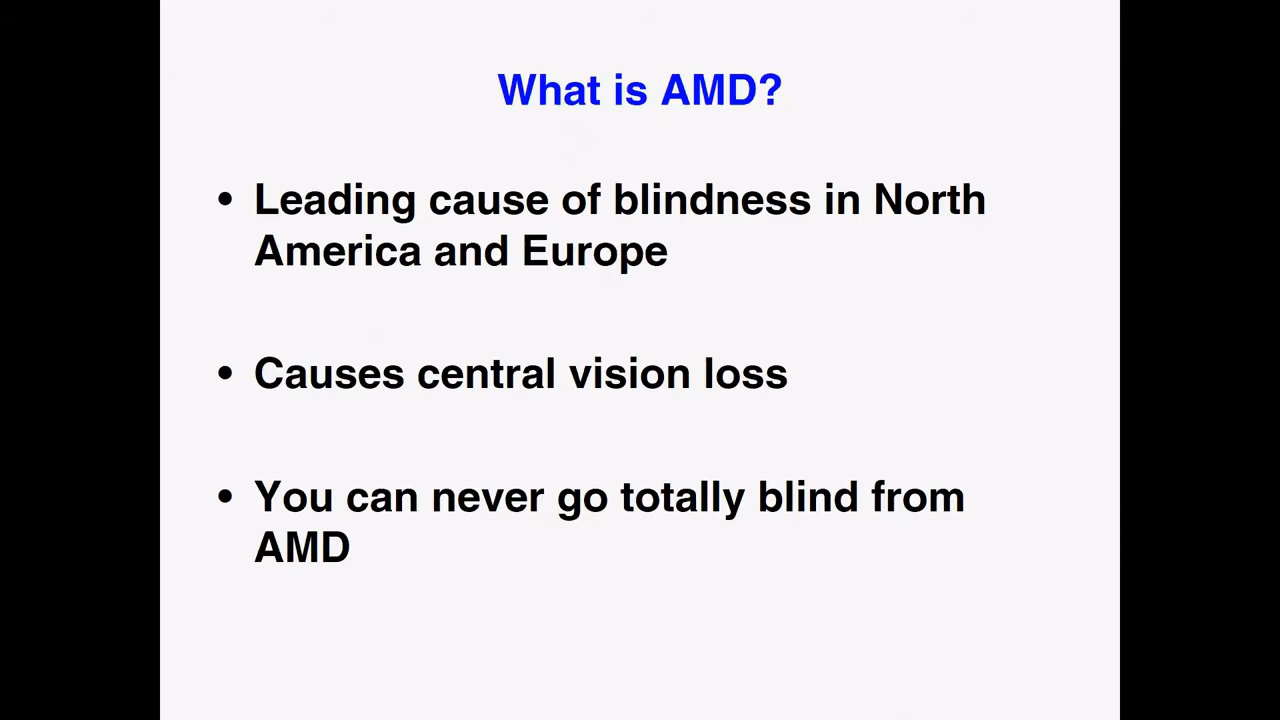 What is AMD?
• Leading cause of blindness in North
America and Europe
• Causes central vision loss
• You can never go totally blind from
AMD